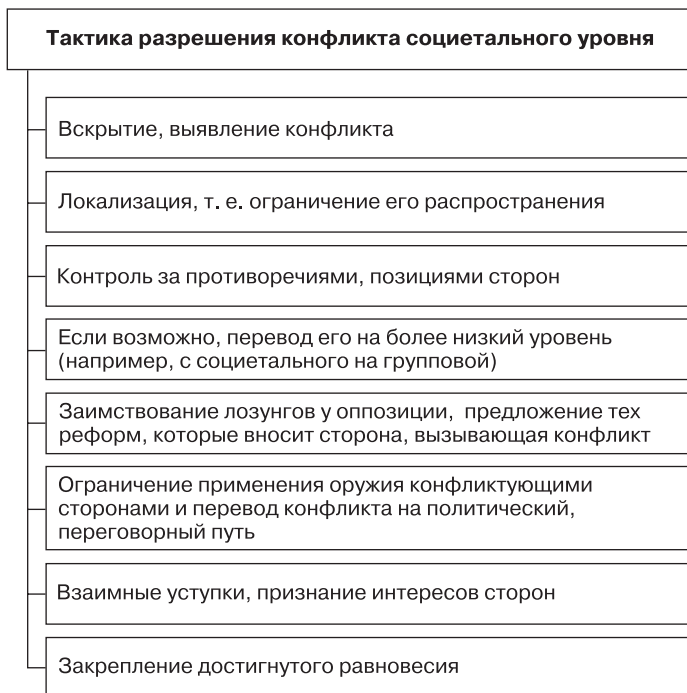 Тактика разрешения конфликта социетального уровня
Вскрытие, выявление конфликта
Локализация, т. е. ограничение его распространения
Контроль за противоречиями, позициями сторон
Если возможно, перевод его на более низкий уровень
(например, с социетального на групповой)
Заимствование лозунгов у оппозиции, предложение тех
реформ, которые вносит сторона, вызывающая конфликт
Ограничение применения оружия конфликтующими
сторонами и перевод конфликта на политический,
переговорный путь
Взаимные уступки, признание интересов сторон
Закрепление достигнутого равновесия